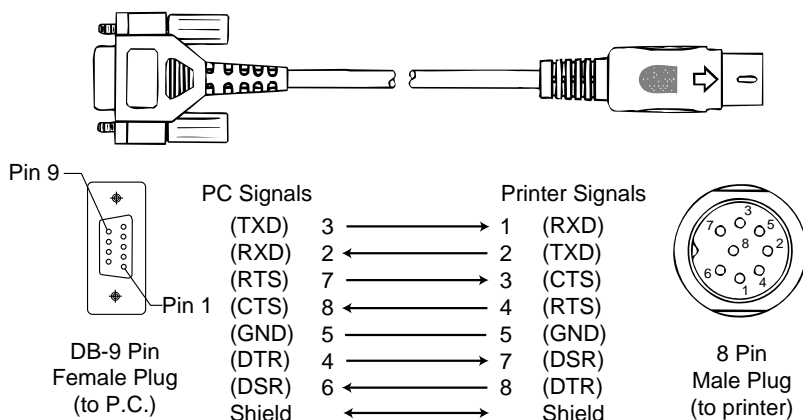 Pin 9
Pin 1
DB-9 Pin
Female Plug
(to P.C.)
PC Signals Printer Signals
(TXD) 3 1 (RXD)
(RXD) 2 2 (TXD)
(RTS) 7 3 (CTS)
(CTS) 8 4 (RTS)
(GND) 5 5 (GND)
(DTR) 4 7 (DSR)
(DSR) 6 8 (DTR)
Shield Shield
3
7 5
8 2
6 4
1
8 Pin
Male Plug
(to printer)